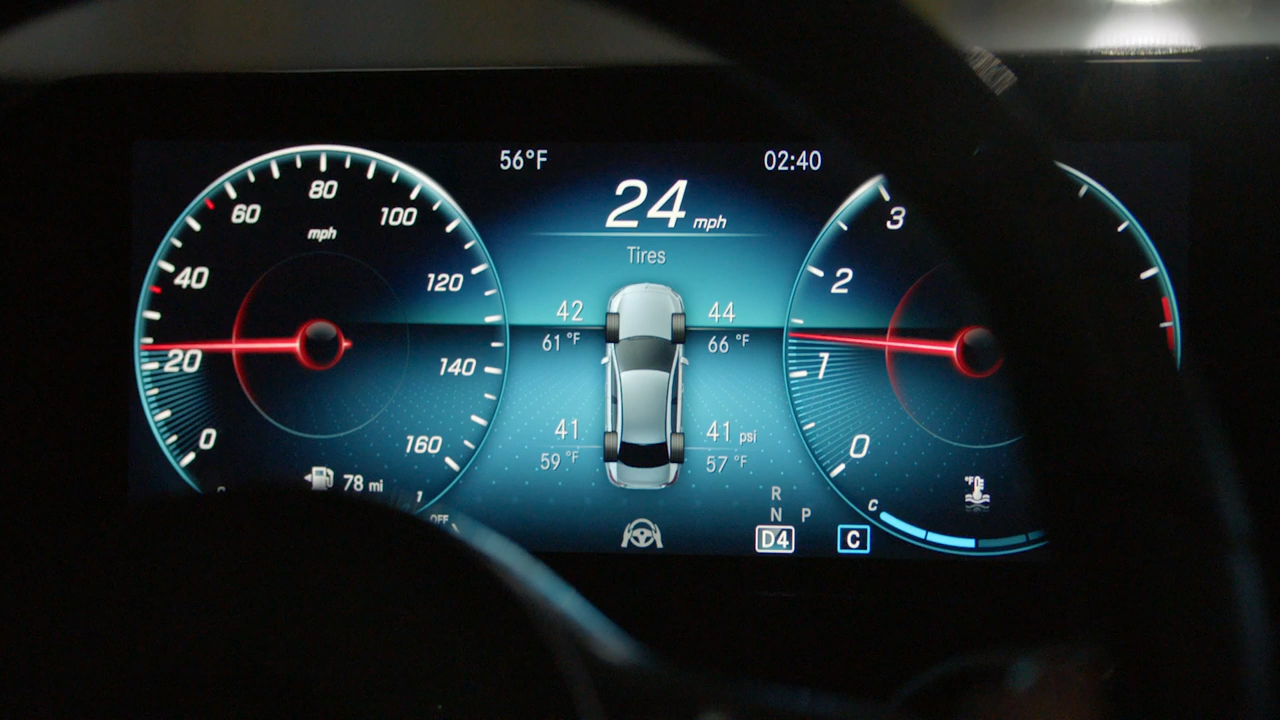 56°F
02:40
24 mph
Tires
42
44
61 °F
66 °F
41
41 psi
59 °F
57 °F
0
20
40
60
80
100
120
140
160
mph
78 mi
1
OFF
0
1
2
3
°F
C
R
N P
D4
C